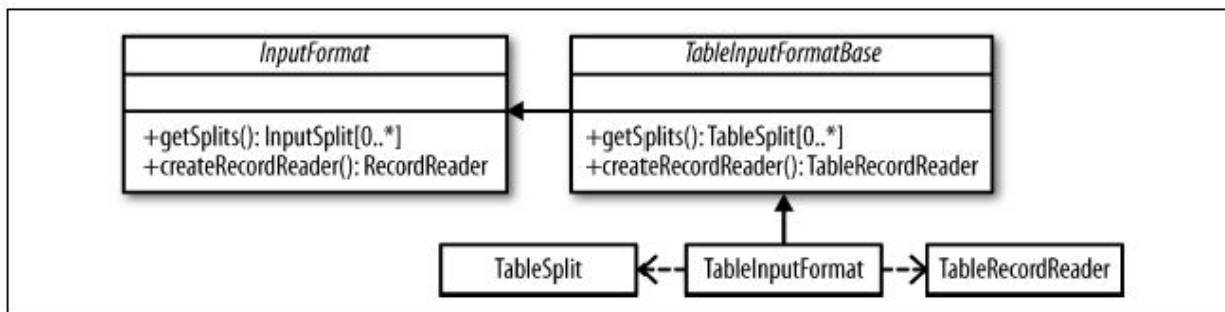 InputFormat
+getSplits(): InputSplit[0..*]
+createRecordReader(): RecordReader
TableInputFormatBase
+getSplits(): TableSplit[0..*]
+createRecordReader(): TableRecordReader
TableSplit
TableInputFormat
TableRecordReader